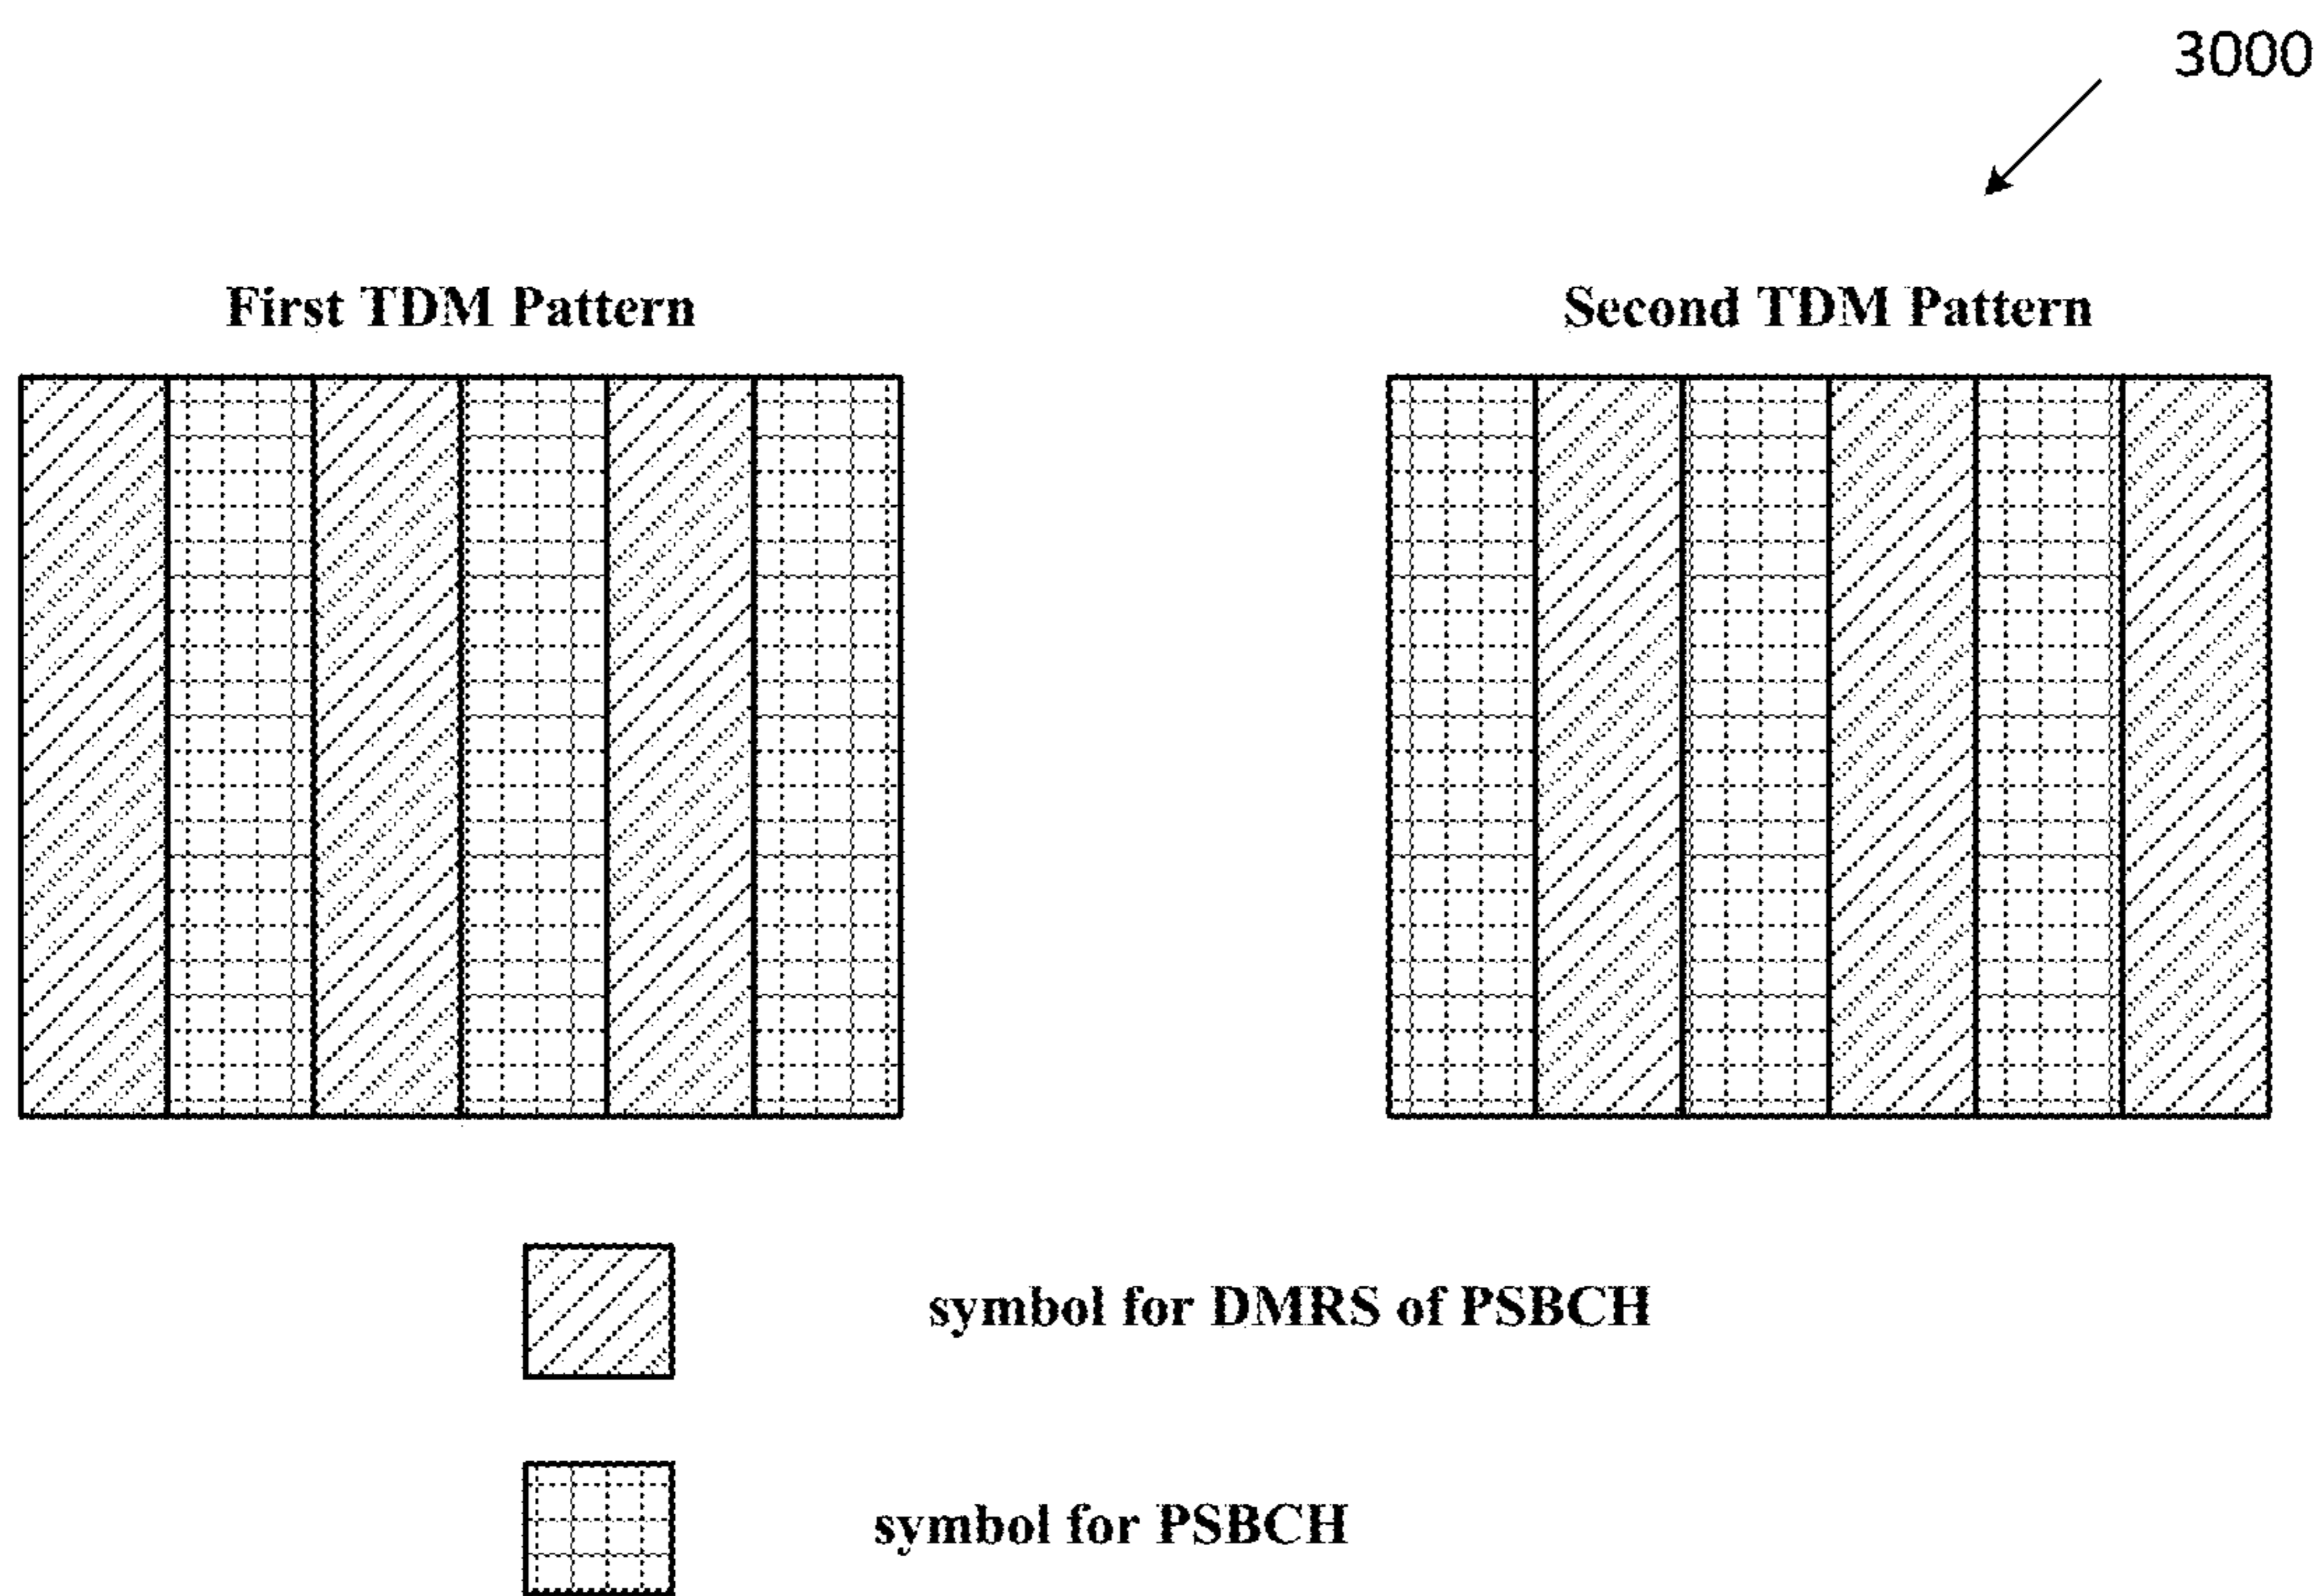 3000
First TDM Pattern
Second TDM Pattern
symbol for DMRS of PSBCH
symbol for PSBCH